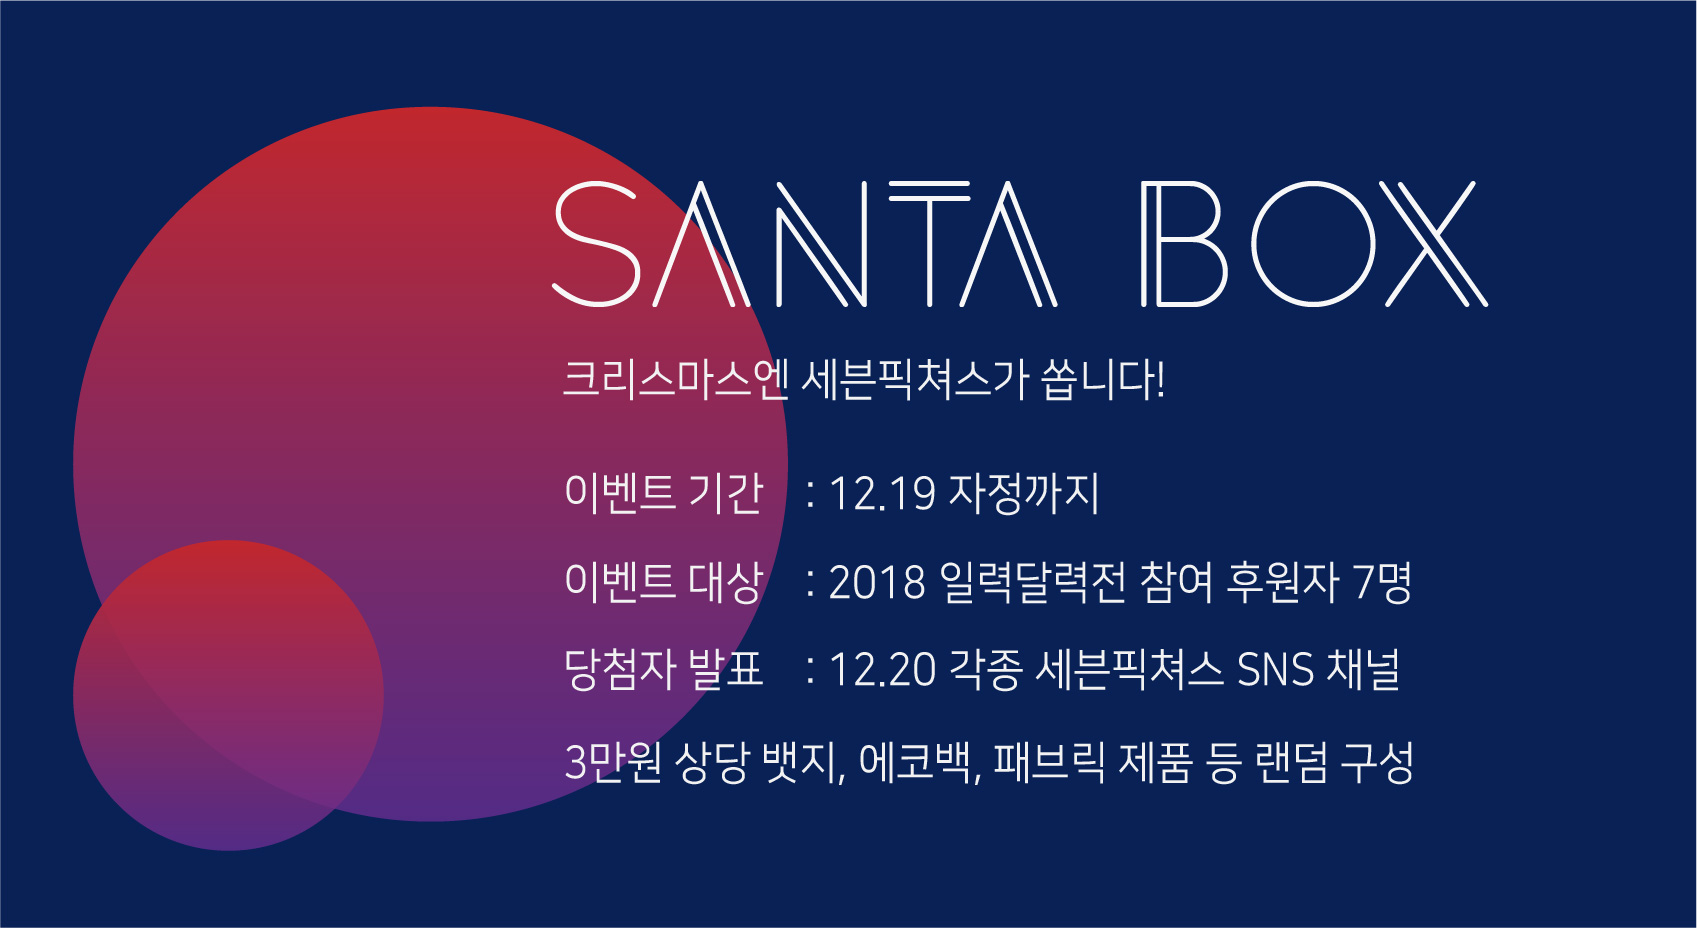 SANTA BOX
크리스마스엔 세븐픽쳐스가 쏩니다!
이벤트 기간 : 12.19 자정까지
이벤트 대상 : 2018 일력달력전 참여 후원자 7명
당첨자 발표 : 12.20 각종 세븐픽쳐스 SNS 채널
3만원 상당 뱃지, 에코백, 패브릭 제품 등 랜덤 구성